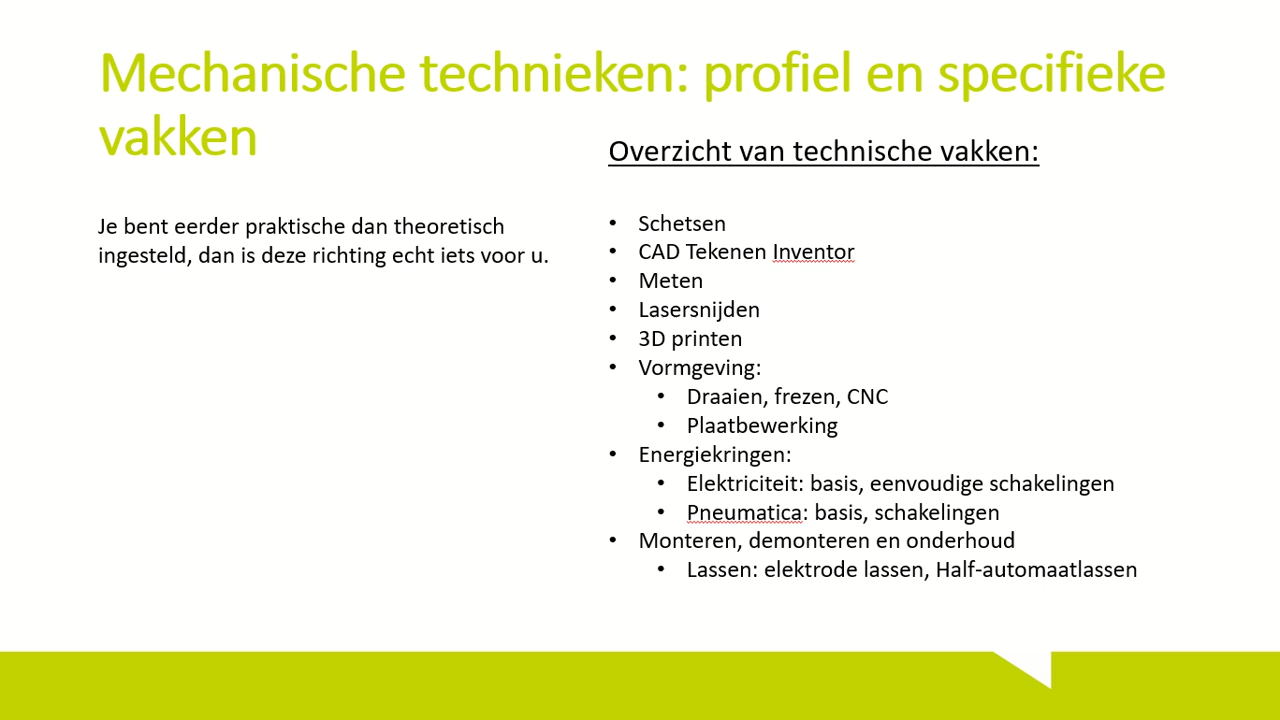 Mechanische technieken: profiel en specifieke
vakken
Je bent eerder praktische dan theoretisch
ingesteld, dan is deze richting echt iets voor u.
Overzicht van technische vakken:
• Schetsen
• CAD Tekenen Inventor
• Meten
• Lasersnijden
• 3D printen
• Vormgeving:
• Draaien, frezen, CNC
• Plaatbewerking
• Energiekringen:
• Elektriciteit: basis, eenvoudige schakelingen
• Pneumatica: basis, schakelingen
• Monteren, demonteren en onderhoud
• Lassen: elektrode lassen, Half-automaatlassen